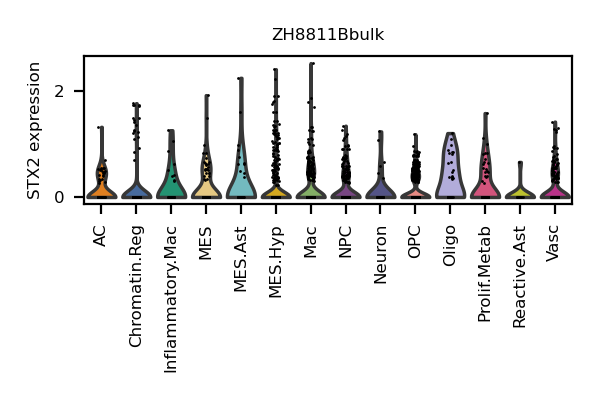 ZH8811Bbulk
STX2 expression
2
0
AC
Chromatin.Reg
Inflammatory.Mac
MES
MES.Ast
MES.Hyp
Mac
NPC
Neuron
OPC
Oligo
Prolif.Metab
Reactive.Ast
Vasc